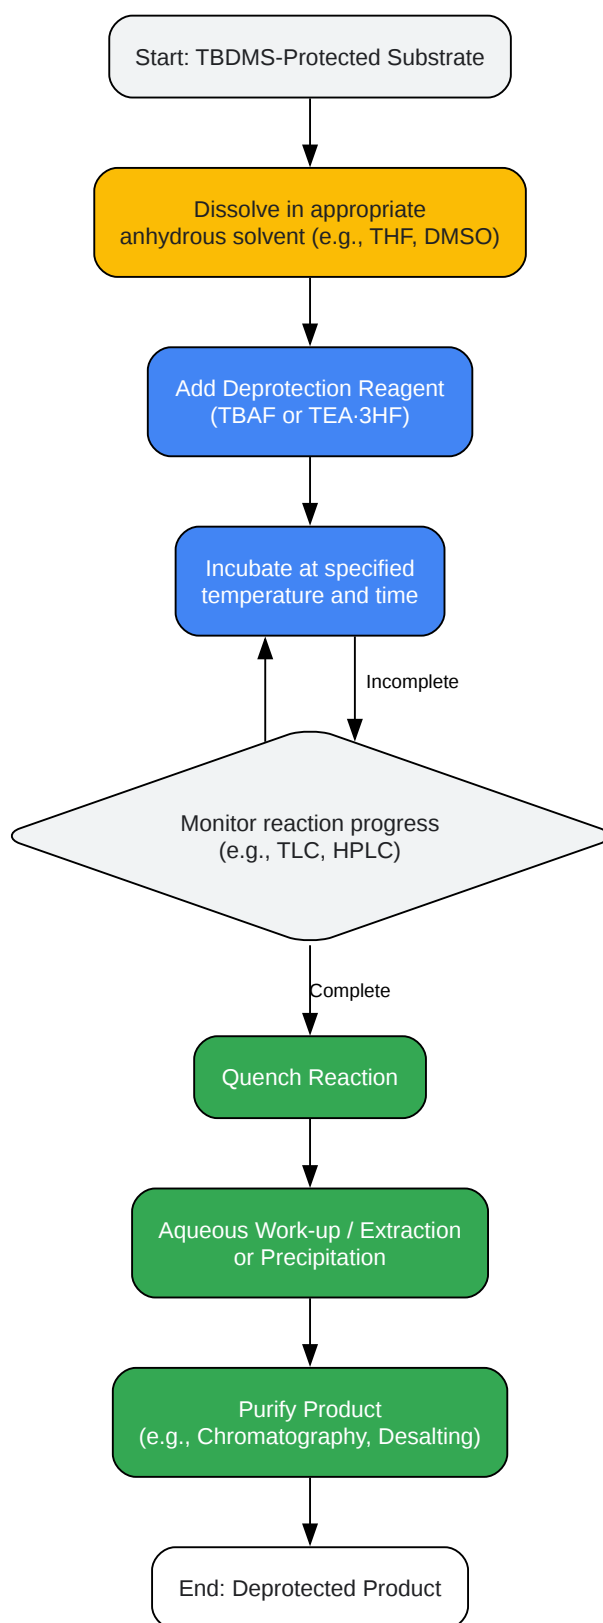 Start: TBDMS-Protected Substrate
Dissolve in appropriate
anhydrous solvent (e.g., THF, DMSO)
Add Deprotection Reagent
(TBAF or TEA·3HF)
Incubate at specified
temperature and time
Incomplete
Monitor reaction progress
(e.g., TLC, HPLC)
Complete
Quench Reaction
Aqueous Work-up / Extraction
or Precipitation
Purify Product
(e.g., Chromatography, Desalting)
End: Deprotected Product